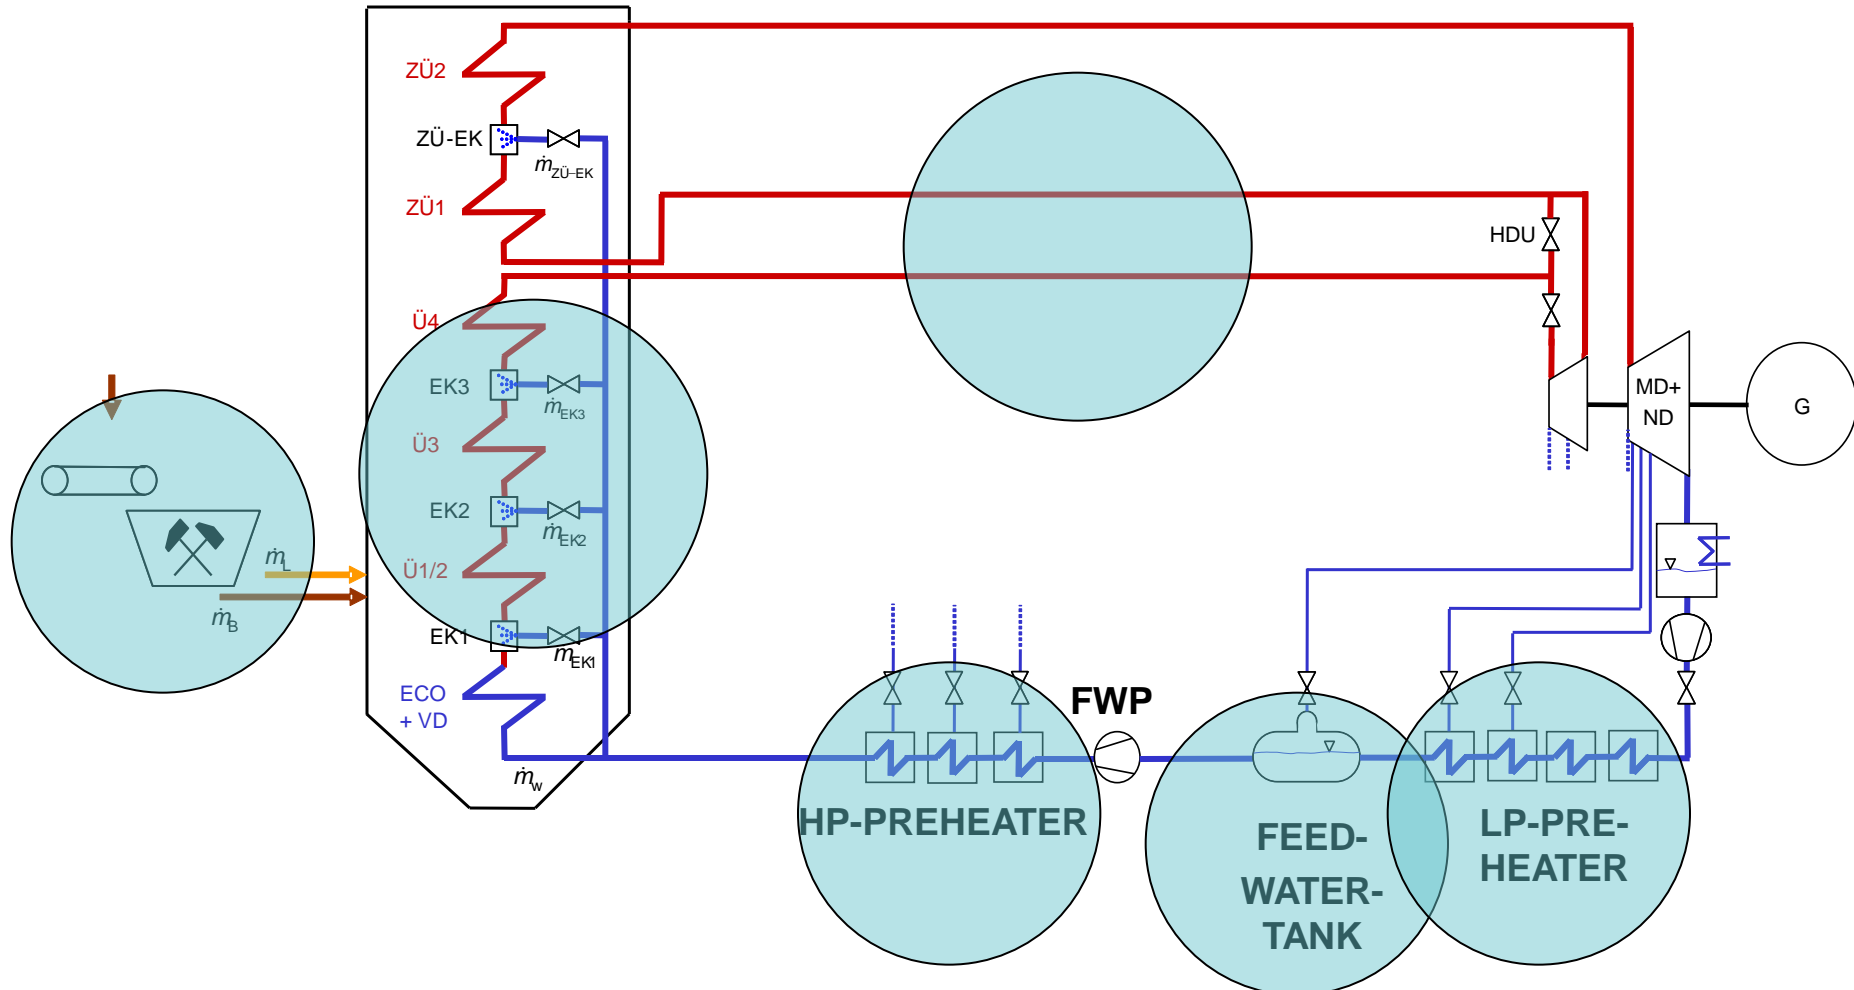 ZÜ2
ZÜ-EK
ṁZÜ-EK
ZÜ1
HDU
Ü4
EK3
ṁEK3
MD+
ND
G
Ü3
EK2
ṁEK2
ṁL
Ü1/2
ṁB
EK1
ṁEK1
ECO
+ VD
FWP
ṁw
HP-PREHEATER
FEED-
WATER-
TANK
LP-PRE-
HEATER